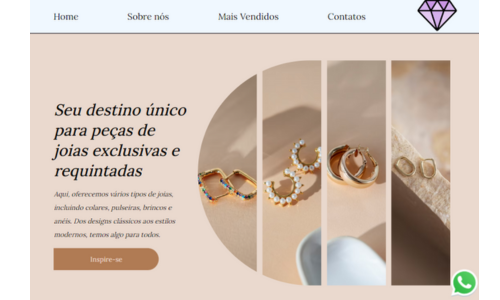 Home Sobre nós Mais Vendidos Contatos
Seu destino único
para peças de
joias exclusivas e
requintadas
Aqui, oferecemos vários tipos de joias,
incluindo colares, pulseiras, brincos e
anéis. Dos designs clássicos aos estilos
modernos, temos algo para todos.
Inspire-se